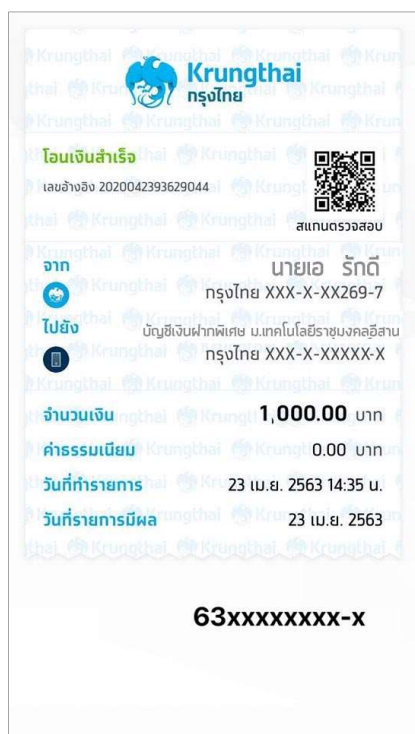 Krungthai
กรุงไทย
โอนเงินสำเร็จ
เลขอ้างอิง 2020042393629044
สแกนตรวจสอบ
จาก
นายเอ รักดี
กรุงไทย XXX-X-XX269-7
ไปยัง
บัญชีเงินฝากพิเศษ ม.เทคโนโลยีราชมงคลอีสาน
กรุงไทย XXX-X-XXXXX-X
จำนวนเงิน 1,000.00 บาท
ค่าธรรมเนียม 0.00 บาท
วันที่ทำรายการ 23 เม.ย. 2563 14:35 น.
วันที่รายการมีผล 23 เม.ย. 2563
63xxxxxxxx-x